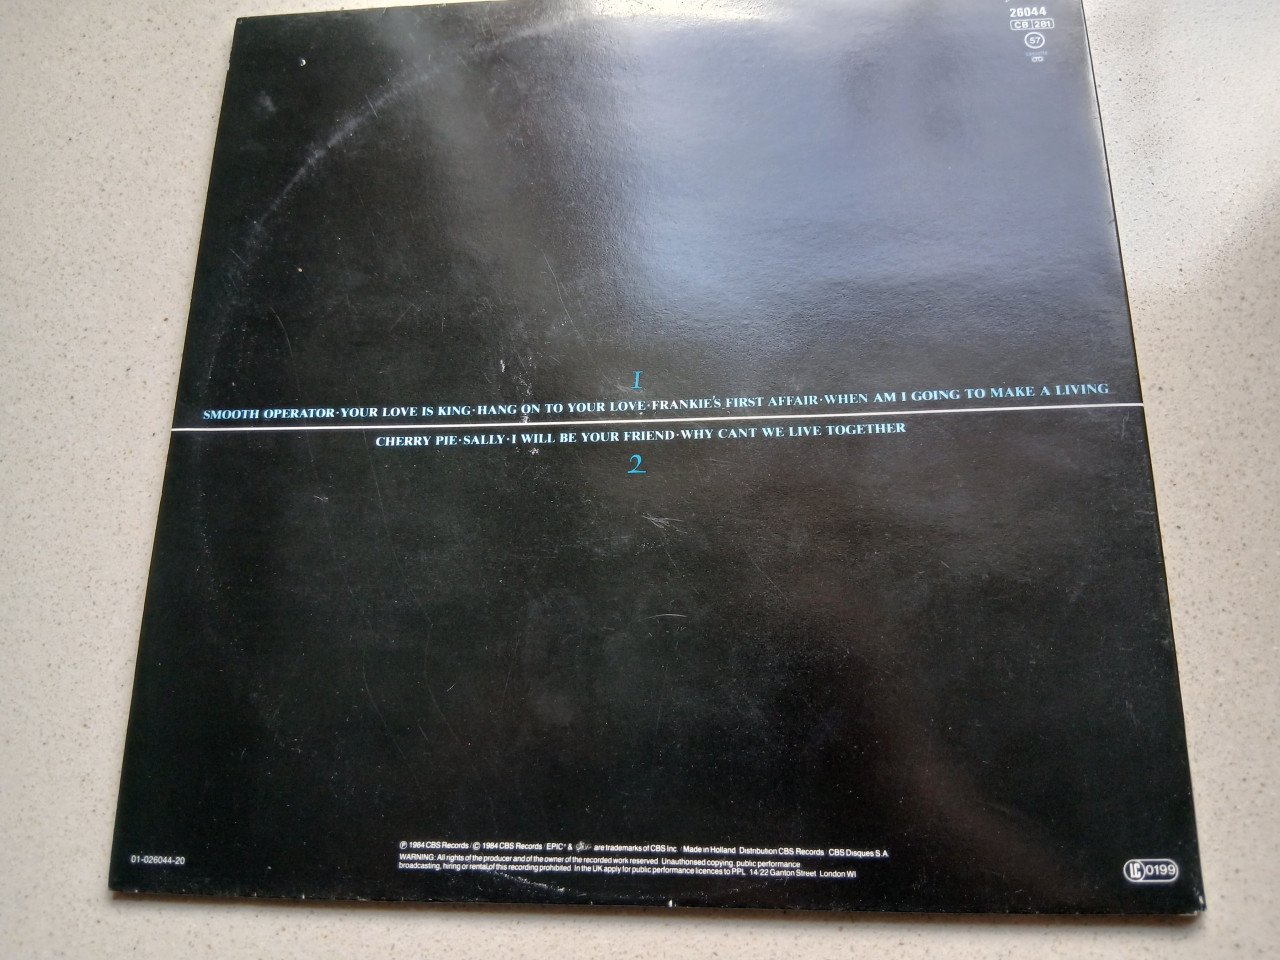 26044
CB 281
57
cassette
1
SMOOTH OPERATOR·YOUR LOVE IS KING·HANG ON TO YOUR LOVE·FRANKIE'S FIRST AFFAIR·WHEN AM I GOING TO MAKE A LIVING
CHERRY PIE·SALLY·I WILL BE YOUR FRIEND·WHY CANT WE LIVE TOGETHER
2
01-026044-20
℗ 1984 CBS Records / © 1984 CBS Records / EPIC® & are trademarks of CBS Inc / Made in Holland Distribution CBS Records / CBS Disques S.A.
WARNING: All rights of the producer and of the owner of the recorded work reserved. Unauthorised copying, public performance
broadcasting, hiring or rental of this recording prohibited. In the UK apply for public performance licences to PPL 14-22 Ganton Street London WI
LC 0199